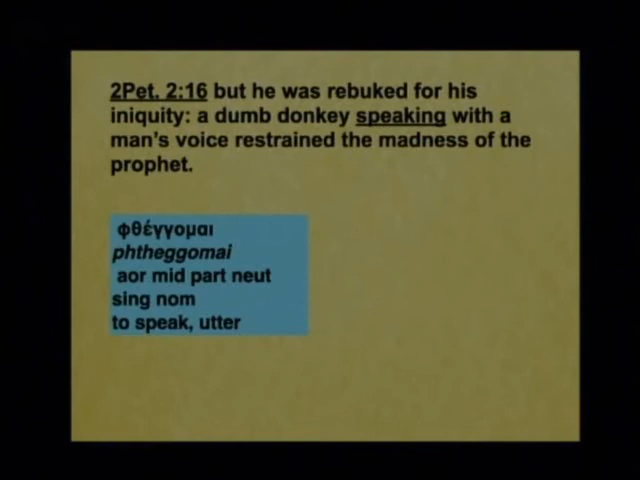 2Pet. 2:16 but he was rebuked for his
iniquity: a dumb donkey speaking with a
man's voice restrained the madness of the
prophet.
φθέγγομαι
phtheggomai
aor mid part neut
sing nom
to speak, utter